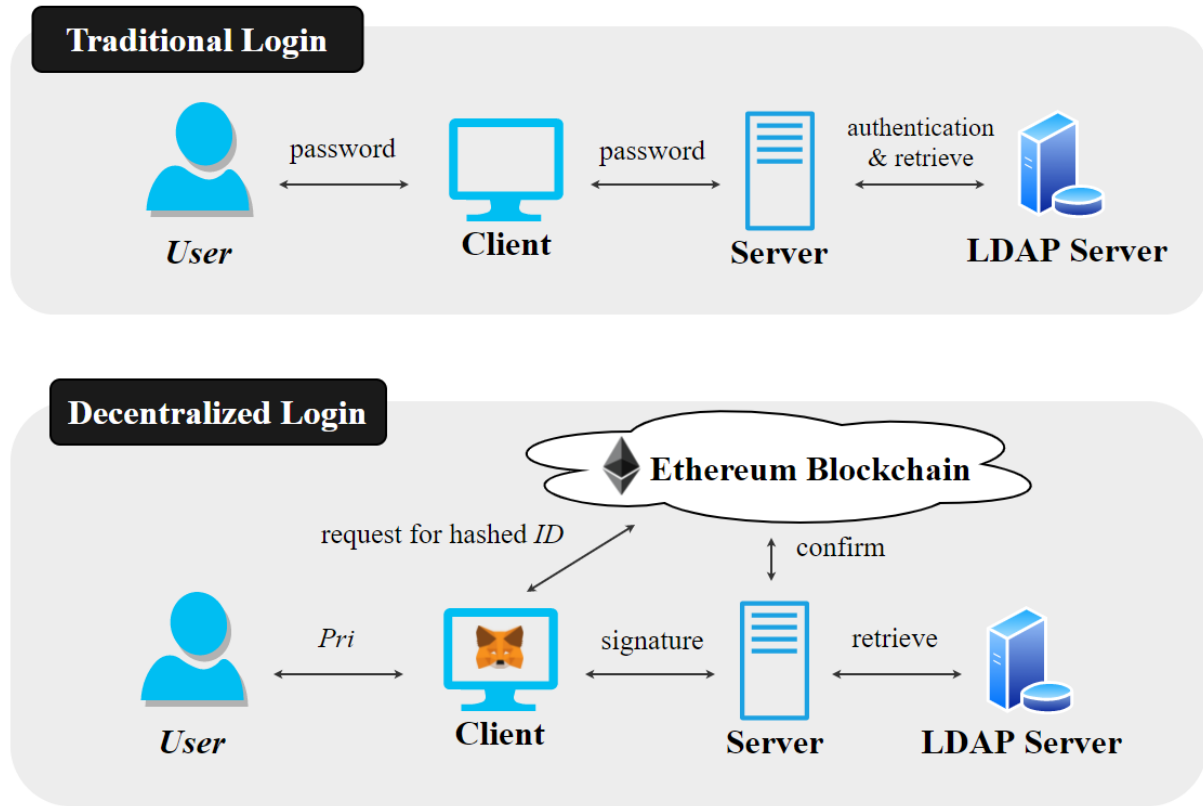 Traditional Login
password
password
authentication
& retrieve
User
Client
Server
LDAP Server
Decentralized Login
Ethereum Blockchain
request for hashed ID
confirm
Pri
signature
retrieve
User
Client
Server
LDAP Server